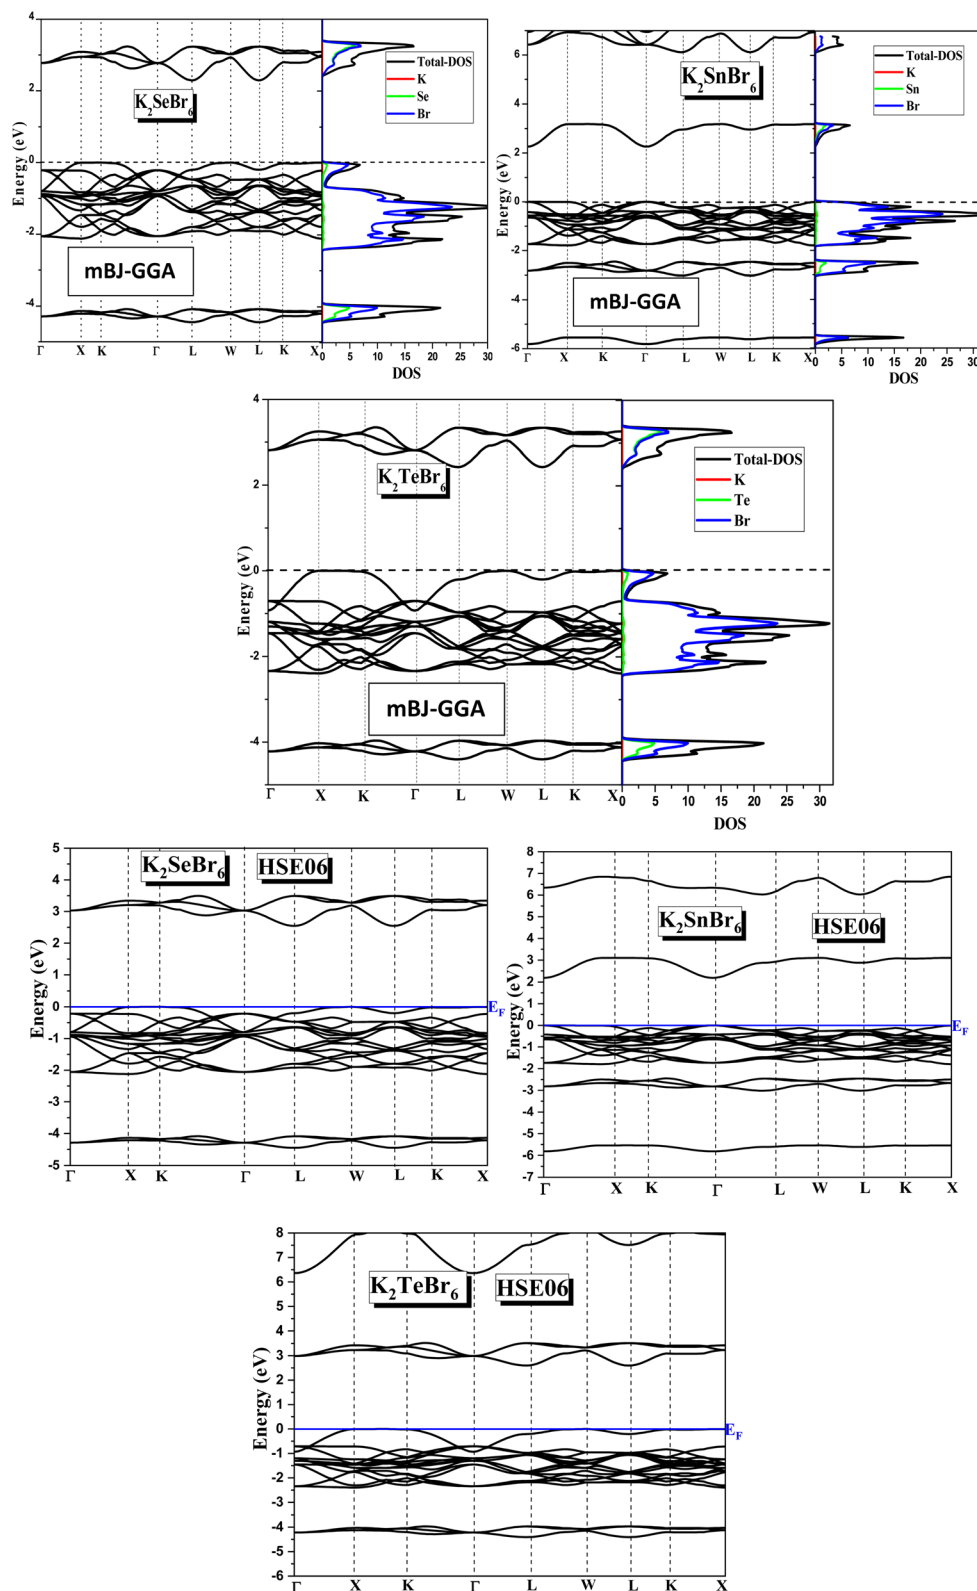 4
2
0
-2
-4
Energy (eV)
K2SeBr6
mBJ-GGA
Γ X K Γ L W L K X
Total-DOS
K
Se
Br
0 5 10 15 20 25 30
DOS
6
4
2
0
-2
-4
-6
Energy (eV)
K2SnBr6
mBJ-GGA
Γ X K Γ L W L K X
Total-DOS
K
Sn
Br
0 5 10 15 20 25 30
DOS
4
2
0
-2
-4
Energy (eV)
K2TeBr6
mBJ-GGA
Γ X K Γ L W L K X
Total-DOS
K
Te
Br
0 5 10 15 20 25 30
DOS
5
4
3
2
1
0
-1
-2
-3
-4
-5
Energy (eV)
K2SeBr6 HSE06
EF
Γ X K Γ L W L K X
8
7
6
5
4
3
2
1
0
-1
-2
-3
-4
-5
-6
-7
Energy (eV)
K2SnBr6
HSE06
EF
Γ X K Γ L W L K X
8
7
6
5
4
3
2
1
0
-1
-2
-3
-4
-5
-6
Energy (eV)
K2TeBr6 HSE06
EF
Γ X K Γ L W L K X